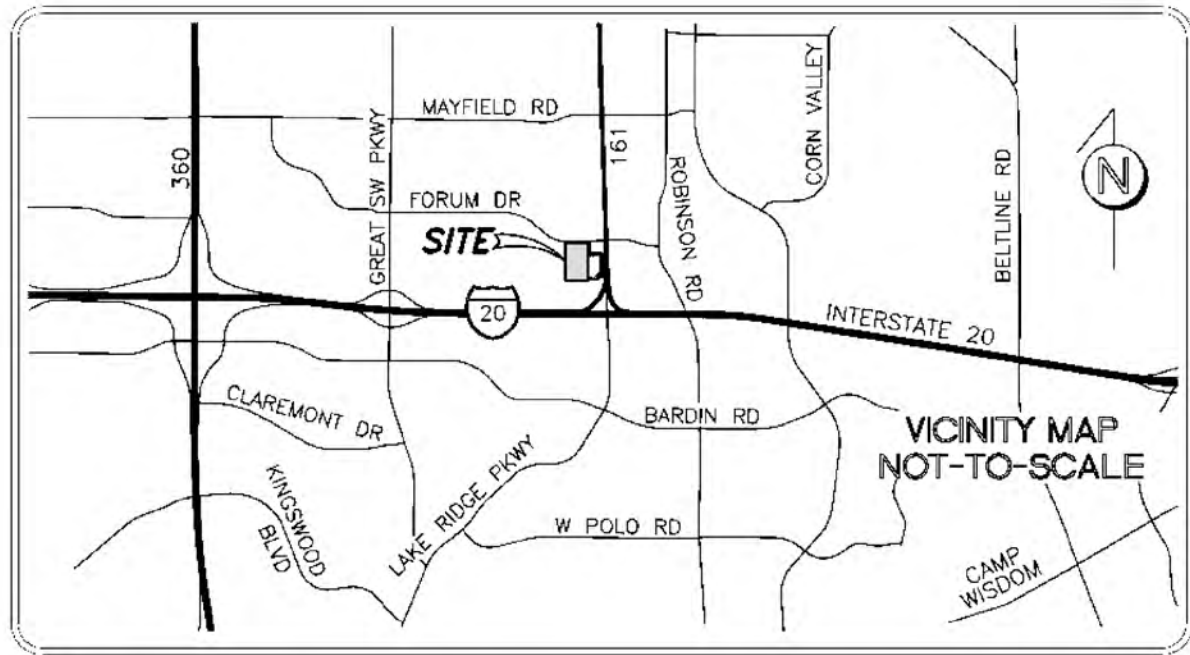 MAYFIELD RD
360
GREAT SW PKWY
161
CORN VALLEY
ROBINSON RD
BELTLINE RD
N
FORUM DR
SITE
20
INTERSTATE 20
CLAREMONT DR
BARDIN RD
VICINITY MAP
NOT-TO-SCALE
KINGSWOOD
BLVD
LAKE RIDGE PKWY
W POLO RD
CAMP
WISDOM